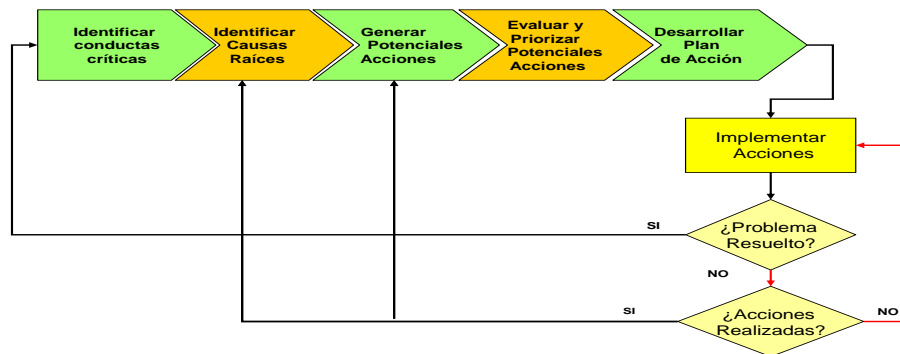 Identificar
conductas
críticas
Identificar
Causas
Raíces
Generar
Potenciales
Acciones
Evaluar y
Priorizar
Potenciales
Acciones
Desarrollar
Plan
de Acción
Implementar
Acciones
¿Problema
Resuelto?
SI
NO
¿Acciones
Realizadas?
SI
NO